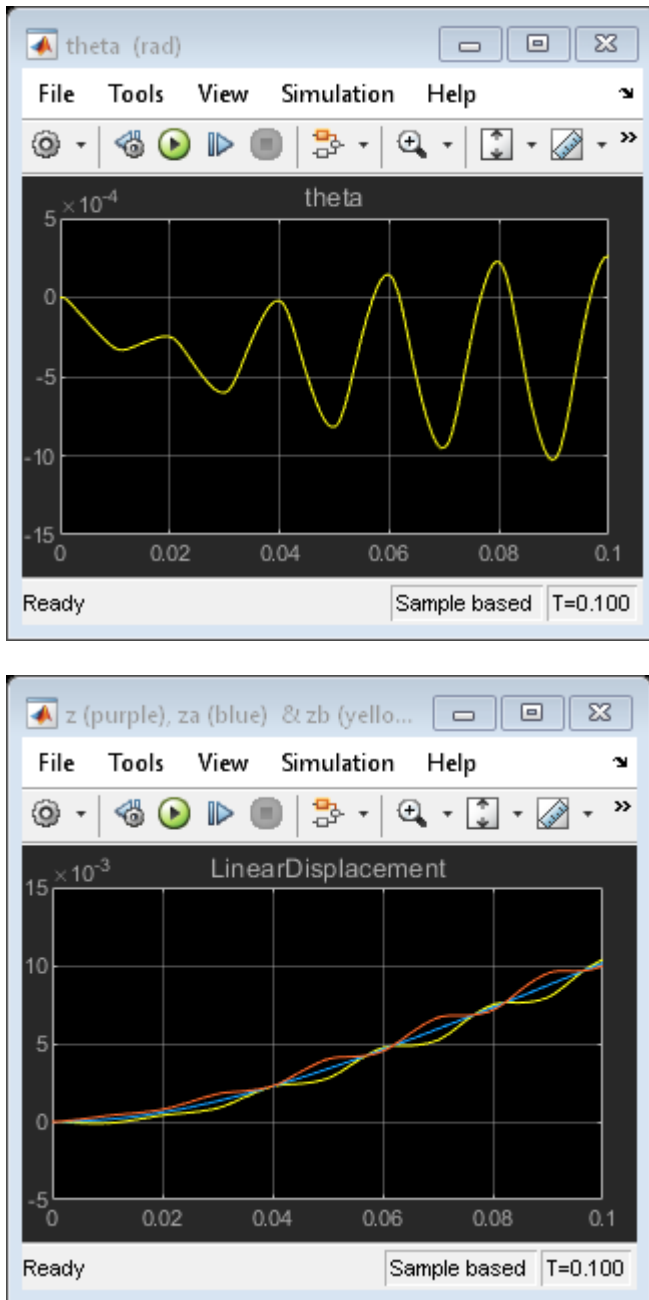 theta (rad)
File Tools View Simulation Help
theta
×10-4
5
0
-5
-10
-15
0 0.02 0.04 0.06 0.08 0.1
Ready Sample based T=0.100
z (purple), za (blue) & zb (yello...
File Tools View Simulation Help
LinearDisplacement
×10-3
15
10
5
0
-5
0 0.02 0.04 0.06 0.08 0.1
Ready Sample based T=0.100